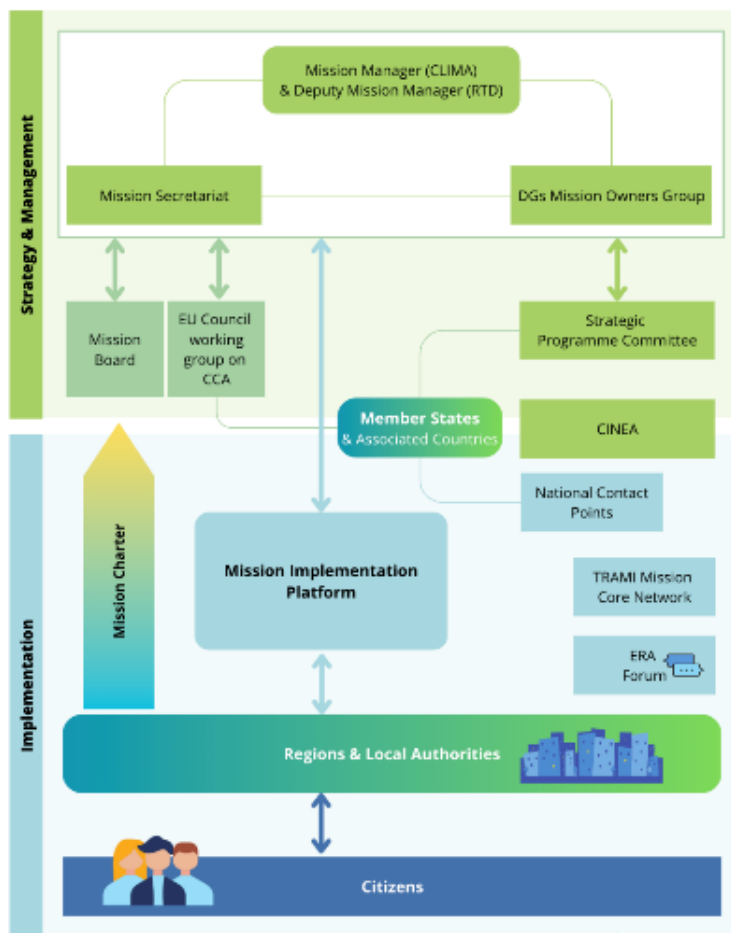 Strategy & Management
Mission Manager (CLIMA)
& Deputy Mission Manager (RTD)
Mission Secretariat
DGs Mission Owners Group
Mission
Board
EU Council
working
group on
CCA
Strategic
Programme Committee
Member States
& Associated Countries
CINEA
National Contact
Points
Implementation
Mission Charter
Mission Implementation
Platform
TRAMI Mission
Core Network
ERA
Forum
Regions & Local Authorities
Citizens